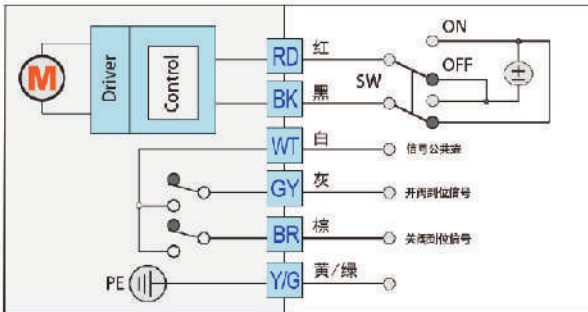 M
Driver
Control
RD 红
BK 黑
WT 白
GY 灰
BR 棕
Y/G 黄/绿
PE
SW
ON
OFF
信号公共端
开阀到位信号
关阀到位信号